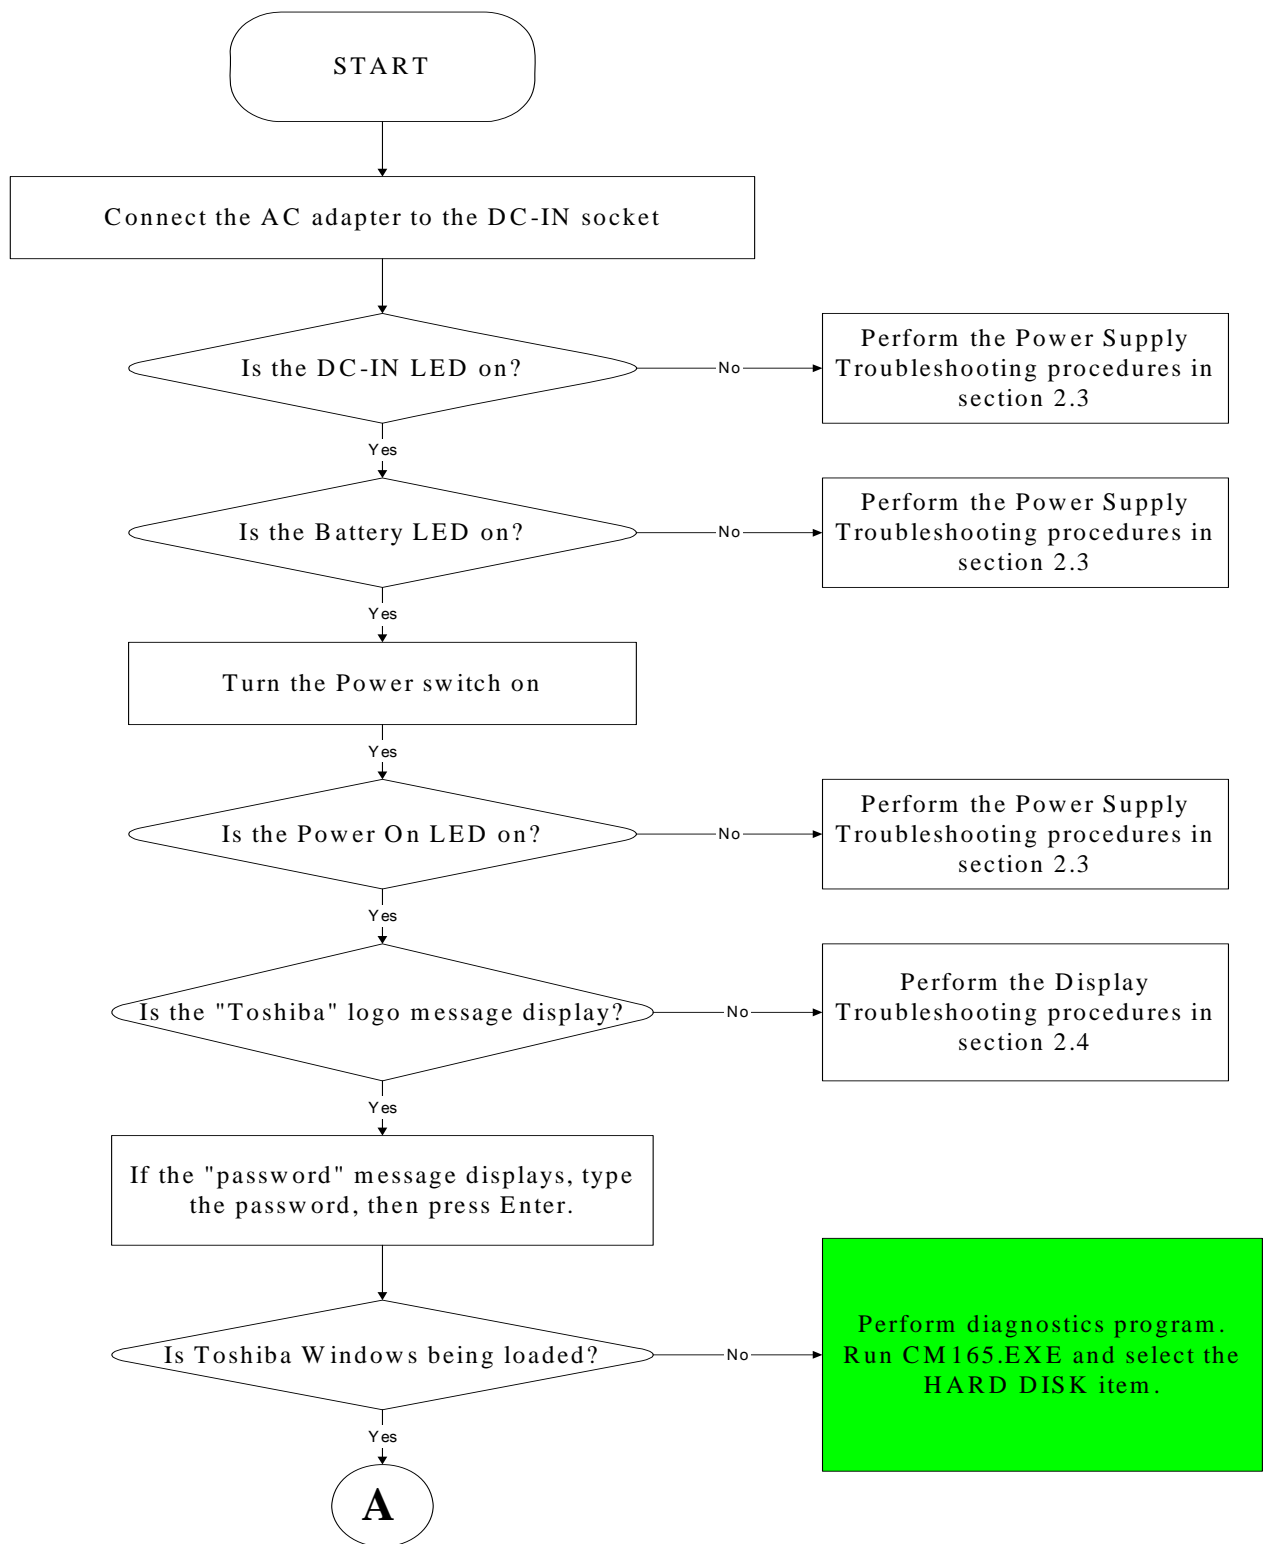 START
Connect the AC adapter to the DC-IN socket
Is the DC-IN LED on?
No
Perform the Power Supply
Troubleshooting procedures in
section 2.3
Yes
Is the Battery LED on?
No
Perform the Power Supply
Troubleshooting procedures in
section 2.3
Yes
Turn the Power switch on
Yes
Is the Power On LED on?
No
Perform the Power Supply
Troubleshooting procedures in
section 2.3
Yes
Is the "Toshiba" logo message display?
No
Perform the Display
Troubleshooting procedures in
section 2.4
Yes
If the "password" message displays, type
the password, then press Enter.
Is Toshiba Windows being loaded?
No
Perform diagnostics program.
Run CM165.EXE and select the
HARD DISK item.
Yes
A